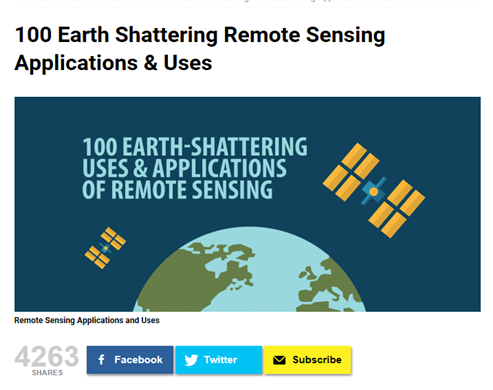 100 Earth Shattering Remote Sensing
Applications & Uses
100 EARTH-SHATTERING
USES & APPLICATIONS
OF REMOTE SENSING
Remote Sensing Applications and Uses
4263
SHARES
Facebook
Twitter
Subscribe